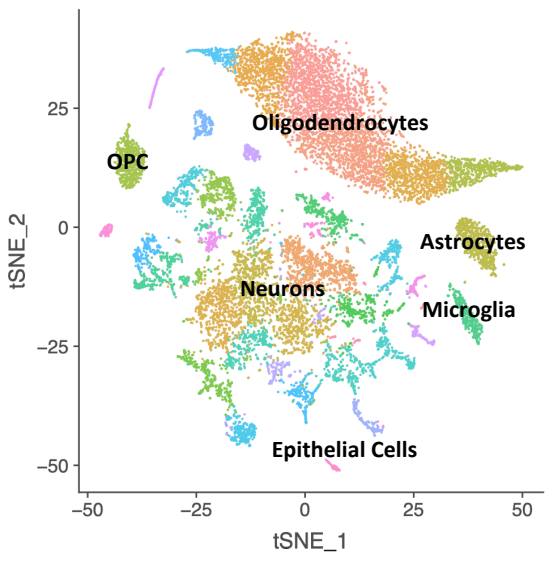 Oligodendrocytes
OPC
Astrocytes
Neurons
Microglia
Epithelial Cells
25
0
−25
−50
−50
−25
0
25
50
tSNE_2
tSNE_1